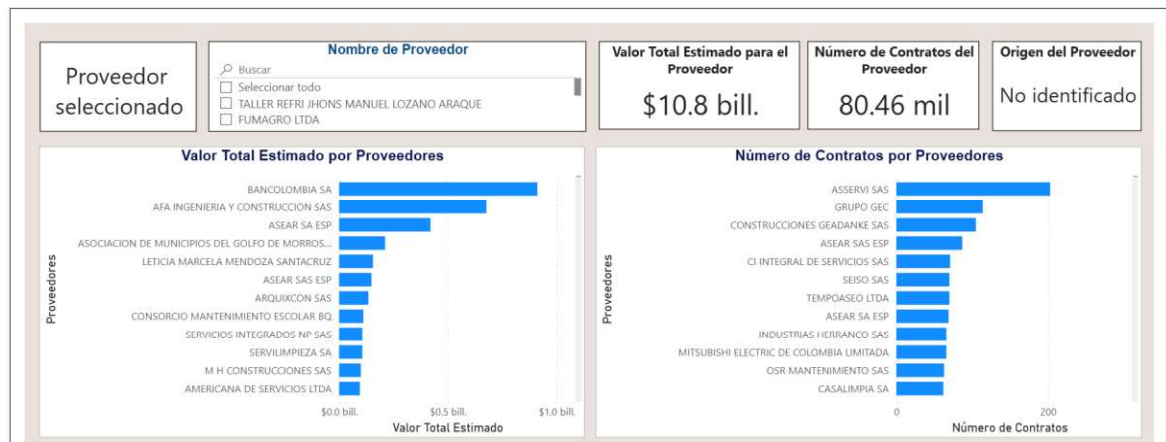 Proveedor
seleccionado
Nombre de Proveedor
Buscar
Seleccionar todo
TALLER REFRI JHONS MANUEL LOZANO ARAQUE
FUMAGRO LTDA
Valor Total Estimado para el
Proveedor
$10.8 bill.
Número de Contratos del
Proveedor
80.46 mil
Origen del Proveedor
No identificado
Valor Total Estimado por Proveedores
Proveedores
BANCOLOMBIA SA
AFA INGENIERIA Y CONSTRUCCION SAS
ASEAR SA ESP
ASOCIACION DE MUNICIPIOS DEL GOLFO DE MORROS...
LETICIA MARCELA MENDOZA SANTACRUZ
ASEAR SAS ESP
ARQUIXCON SAS
CONSORCIO MANTENIMIENTO ESCOLAR BQ
SERVICIOS INTEGRADOS NP SAS
SERVILIMPIEZA SA
M H CONSTRUCCIONES SAS
AMERICANA DE SERVICIOS LTDA
$0.0 bill. $0.5 bill. $1.0 bill.
Valor Total Estimado
Número de Contratos por Proveedores
Proveedores
ASSERVI SAS
GRUPO GEC
CONSTRUCCIONES GEADANKE SAS
ASEAR SAS ESP
CI INTEGRAL DE SERVICIOS SAS
SEISO SAS
TEMPOASEO LTDA
ASEAR SA ESP
INDUSTRIAS HERRANCO SAS
MITSUBISHI ELECTRIC DE COLOMBIA LIMITADA
OSR MANTENIMIENTO SAS
CASALIMPIA SA
0 200
Número de Contratos